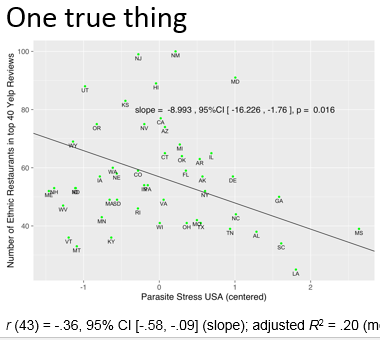 One true thing
Number of Ethnic Restaurants in top 40 Yelp Reviews
100
80
60
40
NJ
NM
MD
UT
HI
KS
slope = -8.993 , 95%CI [ -16.226 , -1.76 ], p = 0.016
CA
OR
NV
AZ
WY
MI
CT
OK
AR
IL
WA
CO
FL
IA
NE
AK
DE
ME
NH
NY
GA
MA
SD
VA
WV
RI
MN
NC
WI
OH
TX
TN
AL
VT
KY
MT
SC
MS
LA
-1
0
1
2
Parasite Stress USA (centered)
r (43) = -.36, 95% CI [-.58, -.09] (slope); adjusted R² = .20 (m